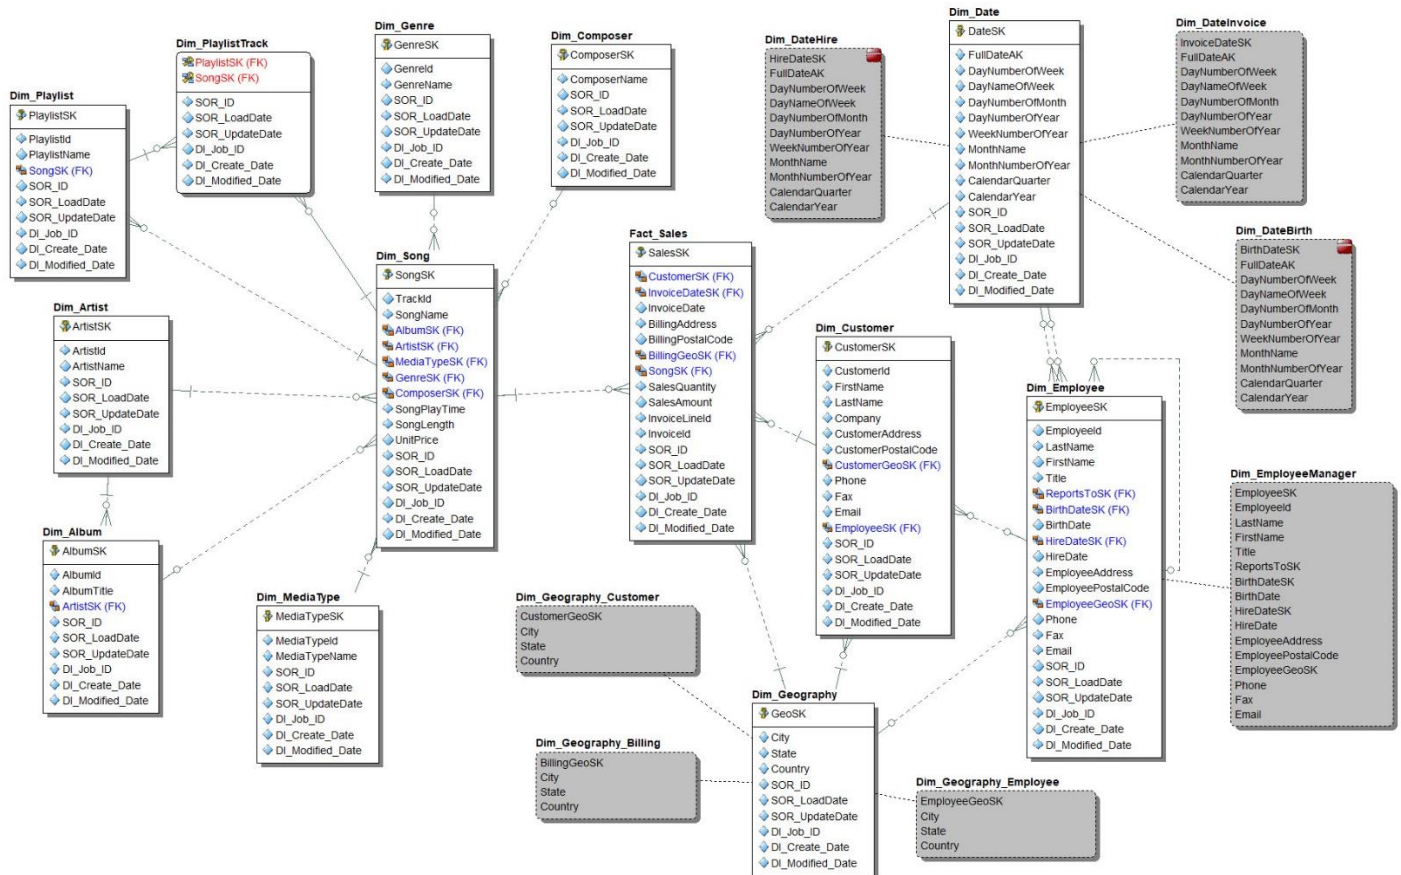 Dim_Playlist
PlaylistSK
PlaylistId
PlaylistName
SongSK (FK)
SOR_ID
SOR_LoadDate
SOR_UpdateDate
DI_Job_ID
DI_Create_Date
DI_Modified_Date
Dim_PlaylistTrack
PlaylistSK (FK)
SongSK (FK)
SOR_ID
SOR_LoadDate
SOR_UpdateDate
DI_Job_ID
DI_Create_Date
DI_Modified_Date
Dim_Genre
GenreSK
GenreId
GenreName
SOR_ID
SOR_LoadDate
SOR_UpdateDate
DI_Job_ID
DI_Create_Date
DI_Modified_Date
Dim_Composer
ComposerSK
ComposerName
SOR_ID
SOR_LoadDate
SOR_UpdateDate
DI_Job_ID
DI_Create_Date
DI_Modified_Date
Dim_DateHire
HireDateSK
FullDateAK
DayNumberOfWeek
DayNameOfWeek
DayNumberOfMonth
DayNumberOfYear
WeekNumberOfYear
MonthName
MonthNumberOfYear
CalendarQuarter
CalendarYear
Dim_Date
DateSK
FullDateAK
DayNumberOfWeek
DayNameOfWeek
DayNumberOfMonth
DayNumberOfYear
WeekNumberOfYear
MonthName
MonthNumberOfYear
CalendarQuarter
CalendarYear
SOR_ID
SOR_LoadDate
SOR_UpdateDate
DI_Job_ID
DI_Create_Date
DI_Modified_Date
Dim_DateInvoice
InvoiceDateSK
FullDateAK
DayNumberOfWeek
DayNameOfWeek
DayNumberOfMonth
DayNumberOfYear
WeekNumberOfYear
MonthName
MonthNumberOfYear
CalendarQuarter
CalendarYear
Dim_DateBirth
BirthDateSK
FullDateAK
DayNumberOfWeek
DayNameOfWeek
DayNumberOfMonth
DayNumberOfYear
WeekNumberOfYear
MonthName
MonthNumberOfYear
CalendarQuarter
CalendarYear
Dim_Artist
ArtistSK
ArtistId
ArtistName
SOR_ID
SOR_LoadDate
SOR_UpdateDate
DI_Job_ID
DI_Create_Date
DI_Modified_Date
Dim_Song
SongSK
TrackId
SongName
AlbumSK (FK)
ArtistSK (FK)
MediaTypeSK (FK)
GenreSK (FK)
ComposerSK (FK)
SongPlayTime
SongLength
UnitPrice
SOR_ID
SOR_LoadDate
SOR_UpdateDate
DI_Job_ID
DI_Create_Date
DI_Modified_Date
Fact_Sales
SalesSK
CustomerSK (FK)
InvoiceDateSK (FK)
InvoiceDate
BillingAddress
BillingPostalCode
BillingGeoSK (FK)
SongSK (FK)
SalesQuantity
SalesAmount
InvoiceLineId
InvoiceId
SOR_ID
SOR_LoadDate
SOR_UpdateDate
DI_Job_ID
DI_Create_Date
DI_Modified_Date
Dim_Customer
CustomerSK
CustomerId
FirstName
LastName
Company
CustomerAddress
CustomerPostalCode
CustomerGeoSK (FK)
Phone
Fax
Email
EmployeeSK (FK)
SOR_ID
SOR_LoadDate
SOR_UpdateDate
DI_Job_ID
DI_Create_Date
DI_Modified_Date
Dim_Employee
EmployeeSK
EmployeeId
LastName
FirstName
Title
ReportsToSK (FK)
BirthDateSK (FK)
BirthDate
HireDateSK (FK)
HireDate
EmployeeAddress
EmployeePostalCode
EmployeeGeoSK (FK)
Phone
Fax
Email
SOR_ID
SOR_LoadDate
SOR_UpdateDate
DI_Job_ID
DI_Create_Date
DI_Modified_Date
Dim_EmployeeManager
EmployeeSK
EmployeeId
LastName
FirstName
Title
ReportsToSK
BirthDateSK
BirthDate
HireDateSK
HireDate
EmployeeAddress
EmployeePostalCode
EmployeeGeoSK
Phone
Fax
Email
Dim_Album
AlbumSK
AlbumId
AlbumTitle
ArtistSK (FK)
SOR_ID
SOR_LoadDate
SOR_UpdateDate
DI_Job_ID
DI_Create_Date
DI_Modified_Date
Dim_MediaType
MediaTypeSK
MediaTypeId
MediaTypeName
SOR_ID
SOR_LoadDate
SOR_UpdateDate
DI_Job_ID
DI_Create_Date
DI_Modified_Date
Dim_Geography_Customer
CustomerGeoSK
City
State
Country
Dim_Geography_Billing
BillingGeoSK
City
State
Country
Dim_Geography
GeoSK
City
State
Country
SOR_ID
SOR_LoadDate
SOR_UpdateDate
DI_Job_ID
DI_Create_Date
DI_Modified_Date
Dim_Geography_Employee
EmployeeGeoSK
City
State
Country